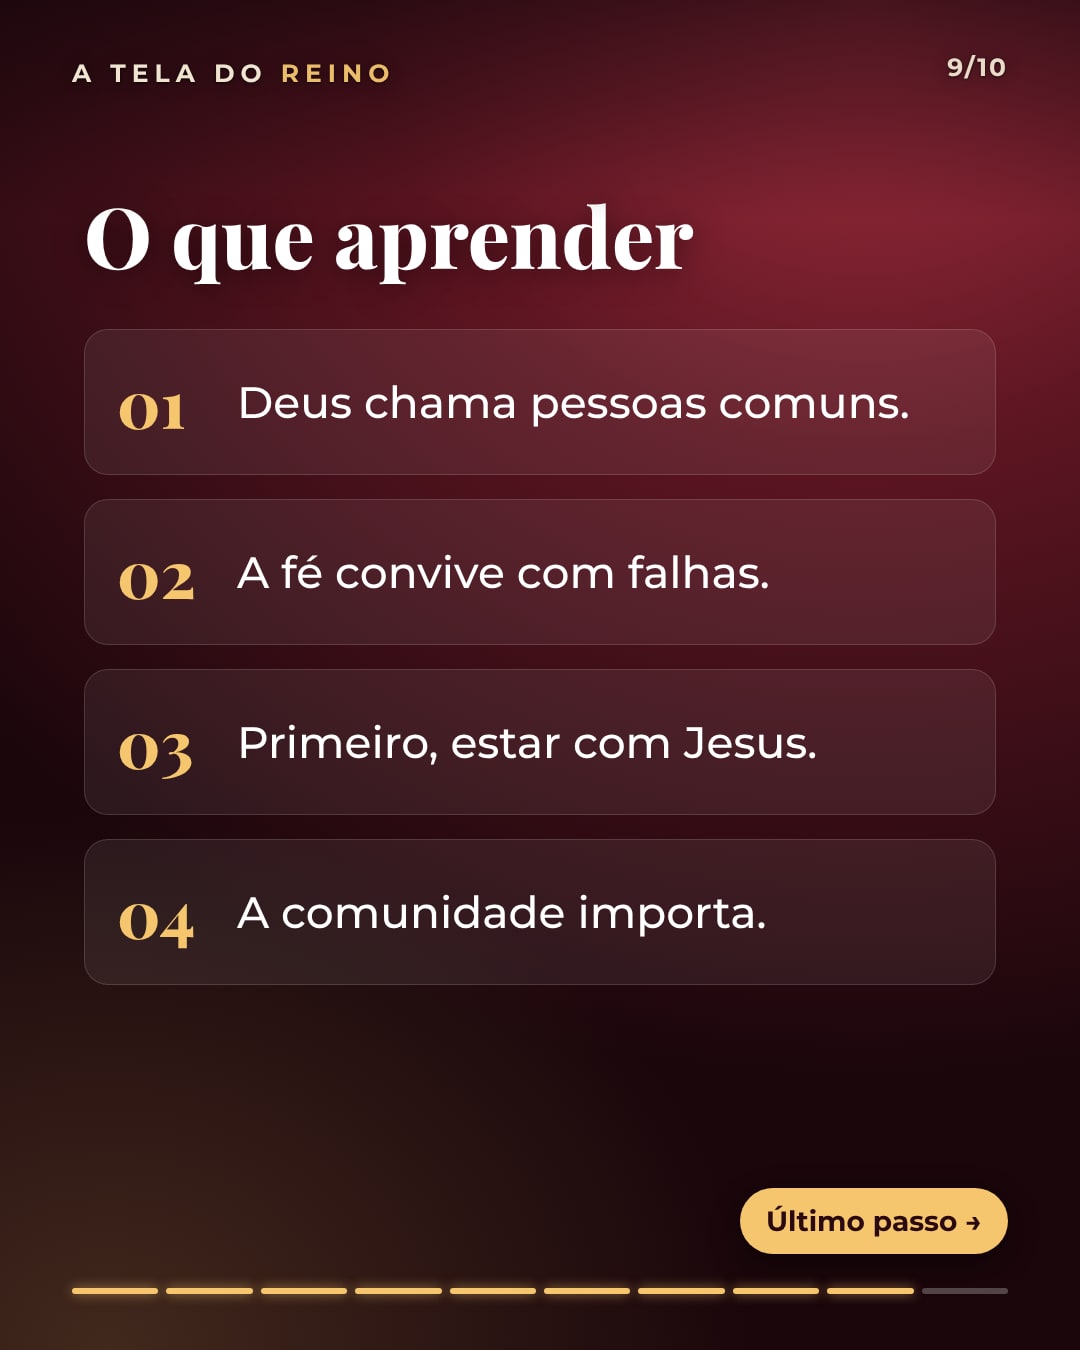 A TELA DO REINO
9/10
O que aprender
01 Deus chama pessoas comuns.
02 A fé convive com falhas.
03 Primeiro, estar com Jesus.
04 A comunidade importa.
Último passo →